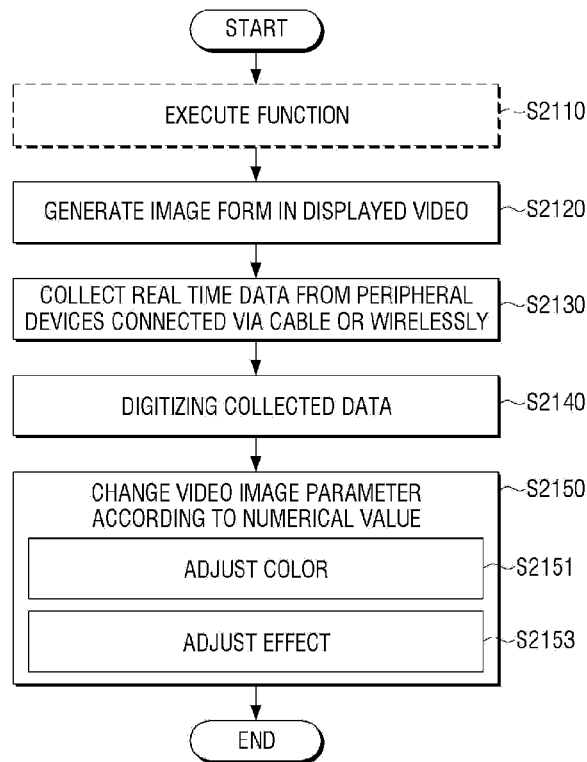 START
EXECUTE FUNCTION
S2110
GENERATE IMAGE FORM IN DISPLAYED VIDEO
S2120
COLLECT REAL TIME DATA FROM PERIPHERAL
DEVICES CONNECTED VIA CABLE OR WIRELESSLY
S2130
DIGITIZING COLLECTED DATA
S2140
CHANGE VIDEO IMAGE PARAMETER
ACCORDING TO NUMERICAL VALUE
S2150
ADJUST COLOR
S2151
ADJUST EFFECT
S2153
END